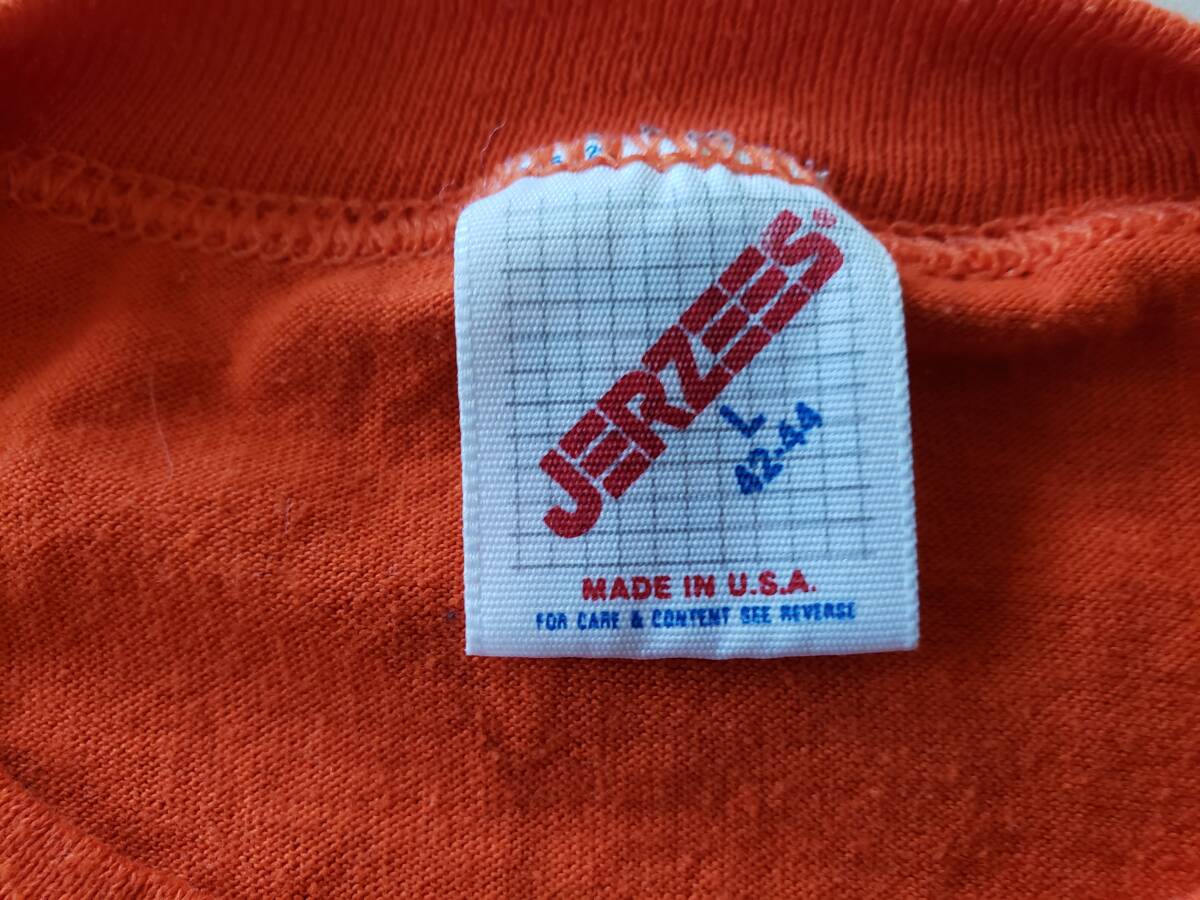 JERZEES®
L
42-44
MADE IN U.S.A.
FOR CARE & CONTENT SEE REVERSE